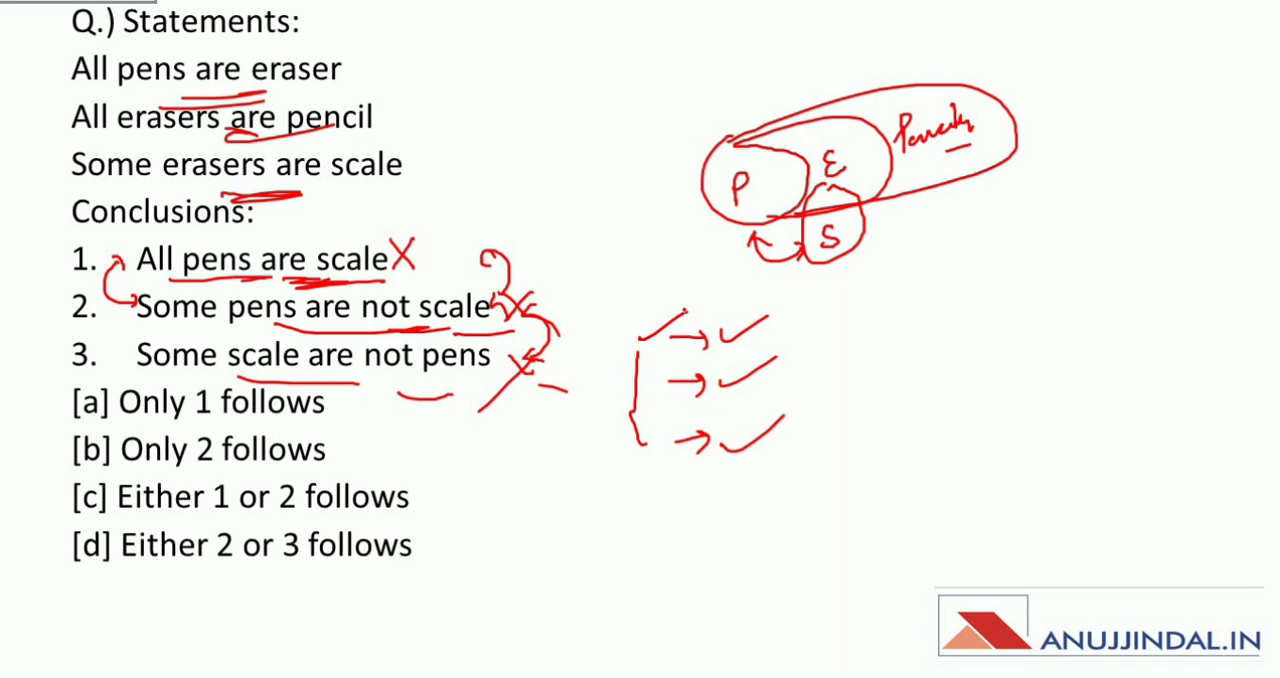 Q.) Statements:
All pens are eraser
All erasers are pencil
Some erasers are scale
Conclusions:
1. All pens are scale
2. Some pens are not scale
3. Some scale are not pens
[a] Only 1 follows
[b] Only 2 follows
[c] Either 1 or 2 follows
[d] Either 2 or 3 follows
P
E
S
ANUJJINDAL.IN